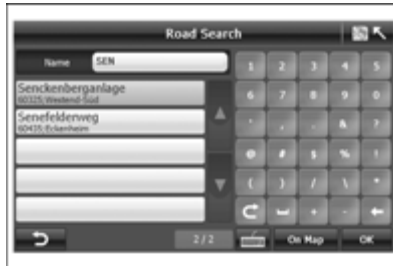 Road Search
Name SEN
1 2 3 4 5
Senckenberganlage
60325; Westend-Süd
6 7 8 9 0
Senefelderweg
60435; Eckenheim
' , . & ?
@ # $ % !
( ) / \ *
+ -
2/2
On Map OK